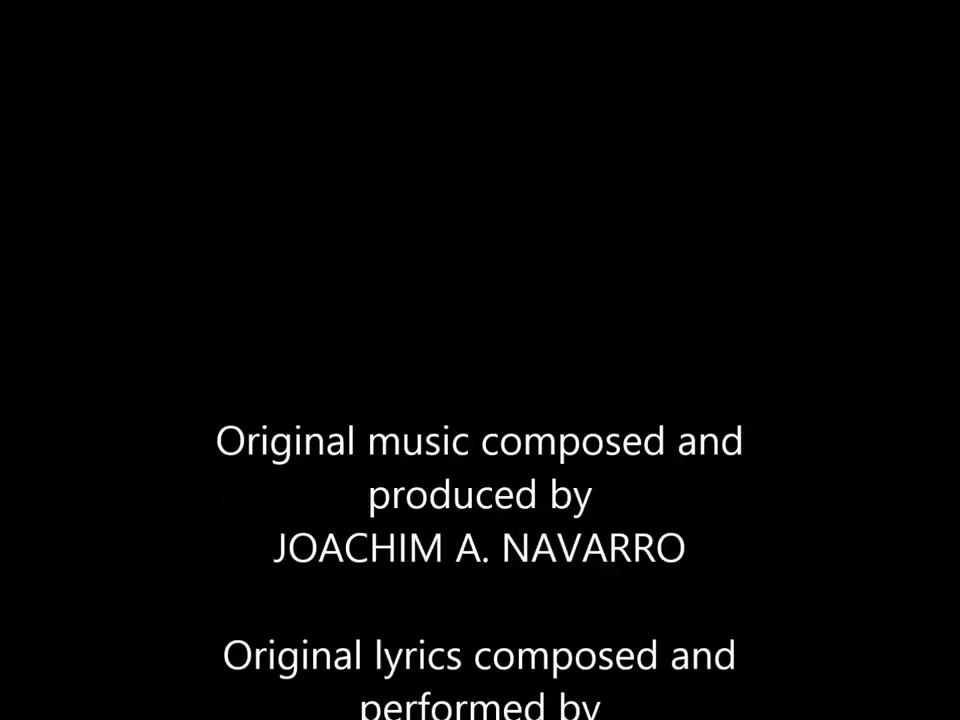 Original music composed and
produced by
JOACHIM A. NAVARRO
Original lyrics composed and
performed by